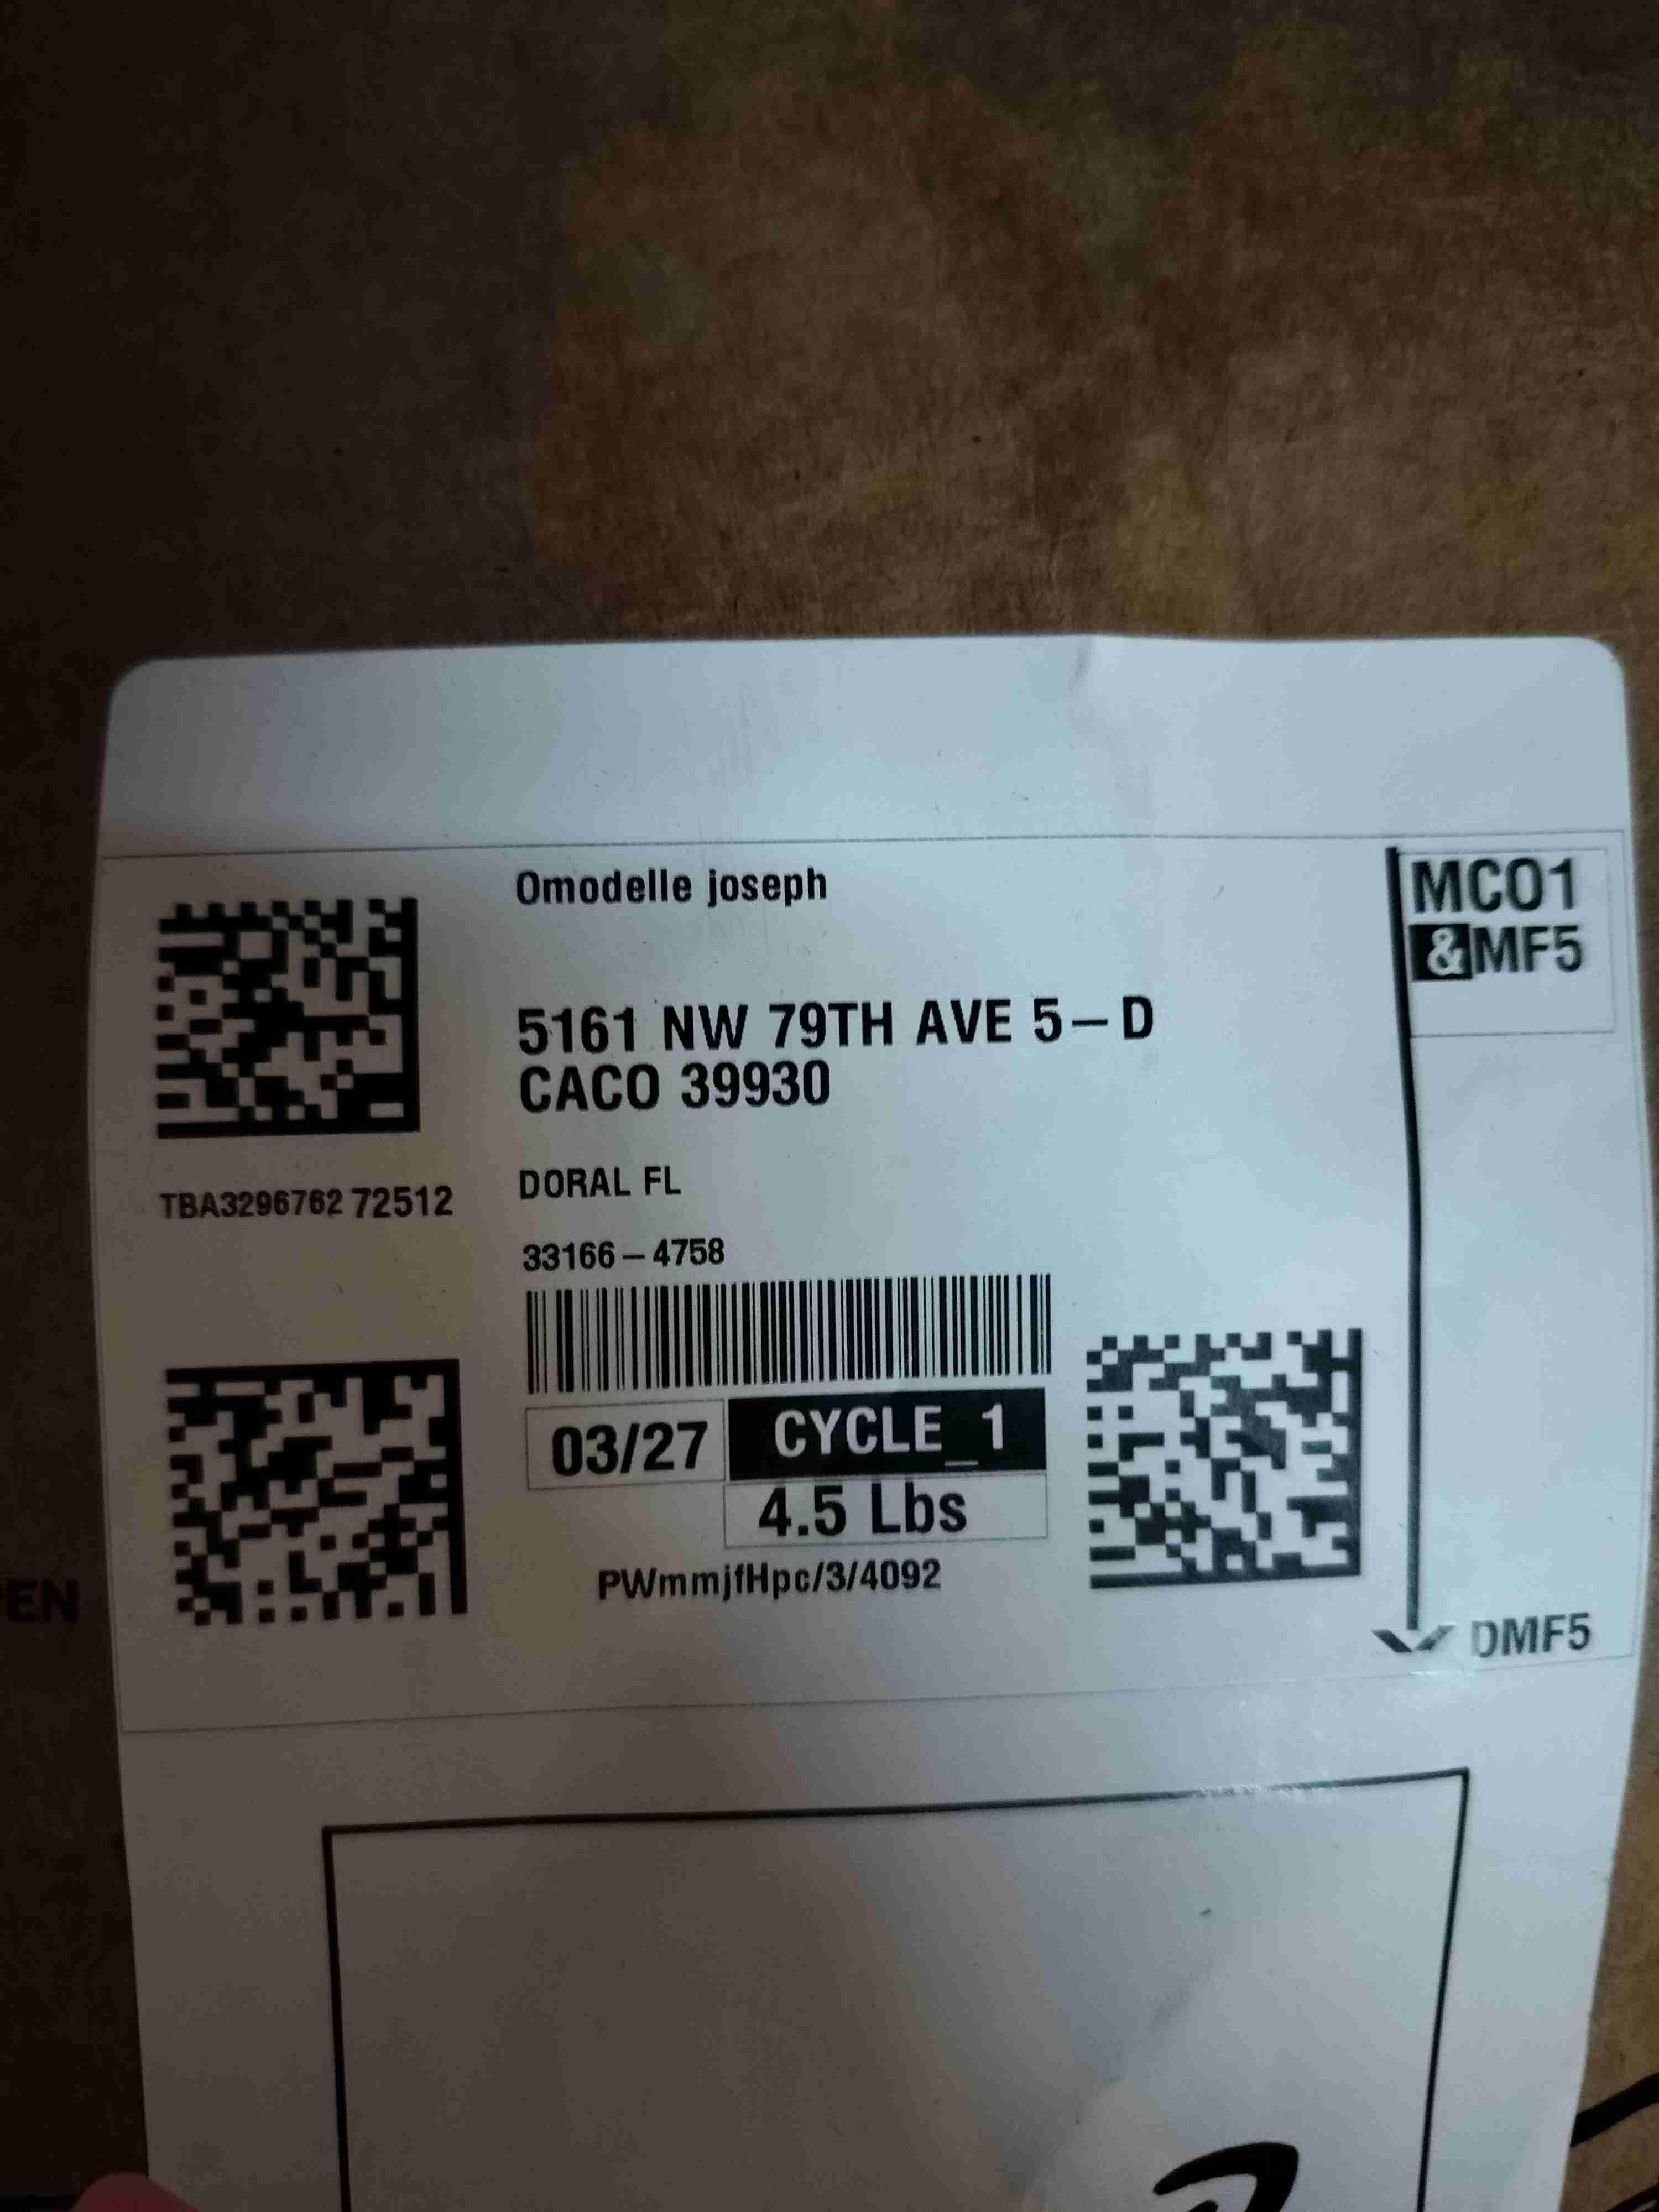 Omodelle joseph
MCO1
&MF5
5161 NW 79TH AVE 5–D
CACO 39930
TBA3296762 72512
DORAL FL
33166–4758
03/27
CYCLE_1
4.5 Lbs
PWmmjfHpc/3/4092
DMF5
EN